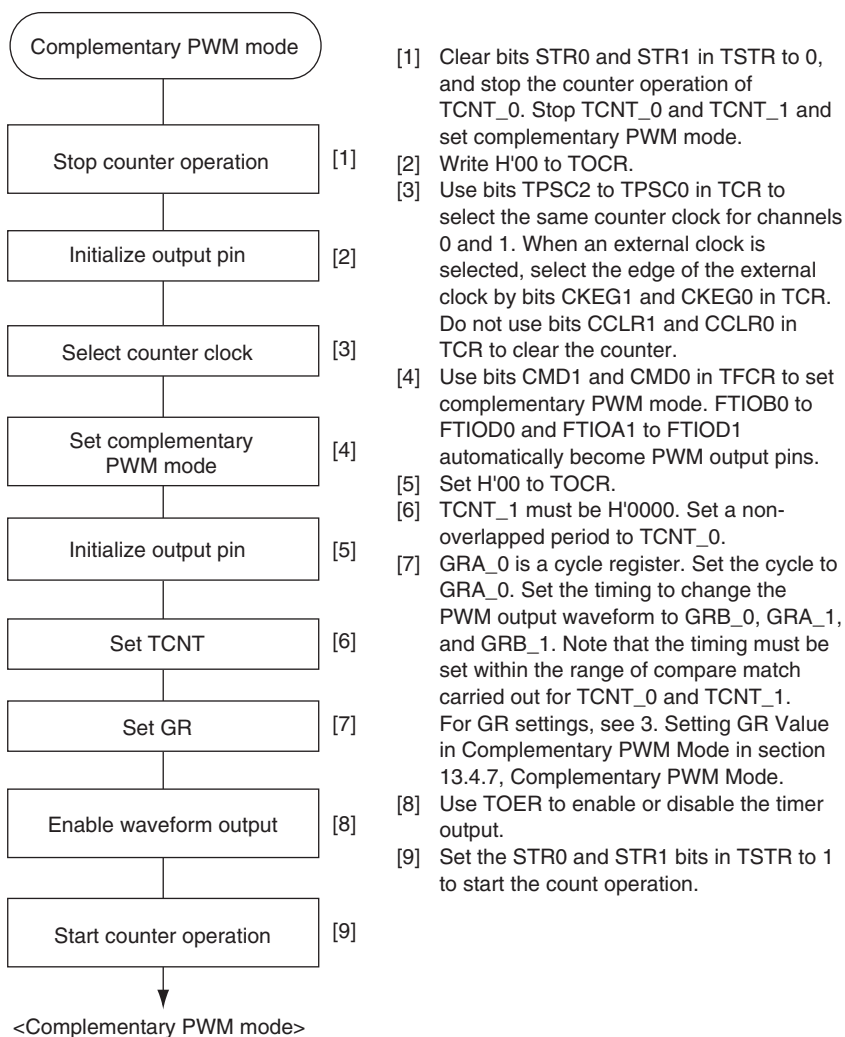 Complementary PWM mode
Stop counter operation [1]
Initialize output pin [2]
Select counter clock [3]
Set complementary
PWM mode [4]
Initialize output pin [5]
Set TCNT [6]
Set GR [7]
Enable waveform output [8]
Start counter operation [9]
<Complementary PWM mode>
[1] Clear bits STR0 and STR1 in TSTR to 0,
and stop the counter operation of
TCNT_0. Stop TCNT_0 and TCNT_1 and
set complementary PWM mode.
[2] Write H'00 to TOCR.
[3] Use bits TPSC2 to TPSC0 in TCR to
select the same counter clock for channels
0 and 1. When an external clock is
selected, select the edge of the external
clock by bits CKEG1 and CKEG0 in TCR.
Do not use bits CCLR1 and CCLR0 in
TCR to clear the counter.
[4] Use bits CMD1 and CMD0 in TFCR to set
complementary PWM mode. FTIOB0 to
FTIOD0 and FTIOA1 to FTIOD1
automatically become PWM output pins.
[5] Set H'00 to TOCR.
[6] TCNT_1 must be H'0000. Set a non-
overlapped period to TCNT_0.
[7] GRA_0 is a cycle register. Set the cycle to
GRA_0. Set the timing to change the
PWM output waveform to GRB_0, GRA_1,
and GRB_1. Note that the timing must be
set within the range of compare match
carried out for TCNT_0 and TCNT_1.
For GR settings, see 3. Setting GR Value
in Complementary PWM Mode in section
13.4.7, Complementary PWM Mode.
[8] Use TOER to enable or disable the timer
output.
[9] Set the STR0 and STR1 bits in TSTR to 1
to start the count operation.